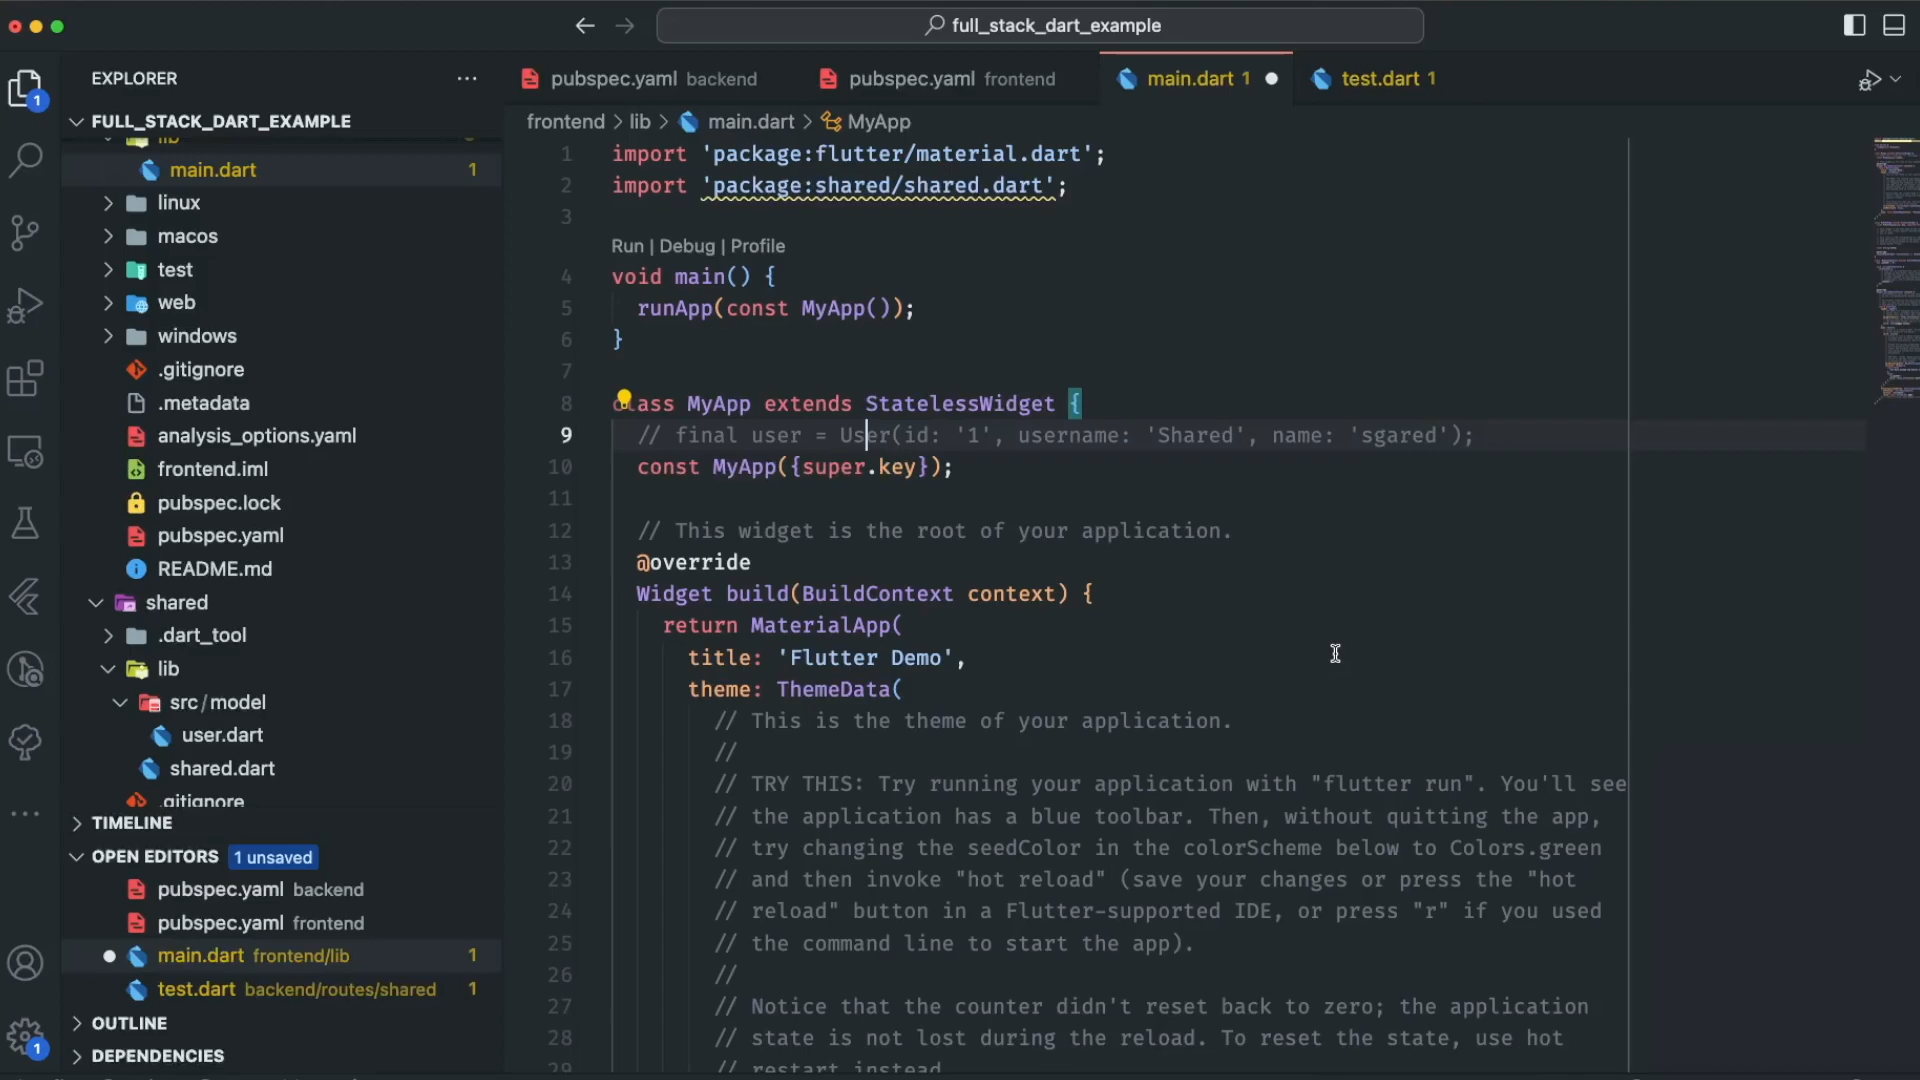 full_stack_dart_example
EXPLORER
pubspec.yaml backend
pubspec.yaml frontend
main.dart 1
test.dart 1
1
FULL_STACK_DART_EXAMPLE
frontend > lib > main.dart > MyApp
lib
main.dart 1
linux
macos
test
web
windows
.gitignore
.metadata
analysis_options.yaml
frontend.iml
pubspec.lock
pubspec.yaml
README.md
shared
.dart_tool
lib
src/model
user.dart
shared.dart
.gitignore
TIMELINE
OPEN EDITORS 1 unsaved
pubspec.yaml backend
pubspec.yaml frontend
main.dart frontend/lib 1
test.dart backend/routes/shared 1
OUTLINE
DEPENDENCIES
1
1 import 'package:flutter/material.dart';
2 import 'package:shared/shared.dart';
3
Run | Debug | Profile
4 void main() {
5 runApp(const MyApp());
6 }
7
8 class MyApp extends StatelessWidget {
9 // final user = User(id: '1', username: 'Shared', name: 'sgared');
10 const MyApp({super.key});
11
12 // This widget is the root of your application.
13 @override
14 Widget build(BuildContext context) {
15 return MaterialApp(
16 title: 'Flutter Demo',
17 theme: ThemeData(
18 // This is the theme of your application.
19 //
20 // TRY THIS: Try running your application with "flutter run". You'll see
21 // the application has a blue toolbar. Then, without quitting the app,
22 // try changing the seedColor in the colorScheme below to Colors.green
23 // and then invoke "hot reload" (save your changes or press the "hot
24 // reload" button in a Flutter-supported IDE, or press "r" if you used
25 // the command line to start the app).
26 //
27 // Notice that the counter didn't reset back to zero; the application
28 // state is not lost during the reload. To reset the state, use hot
29 // restart instead